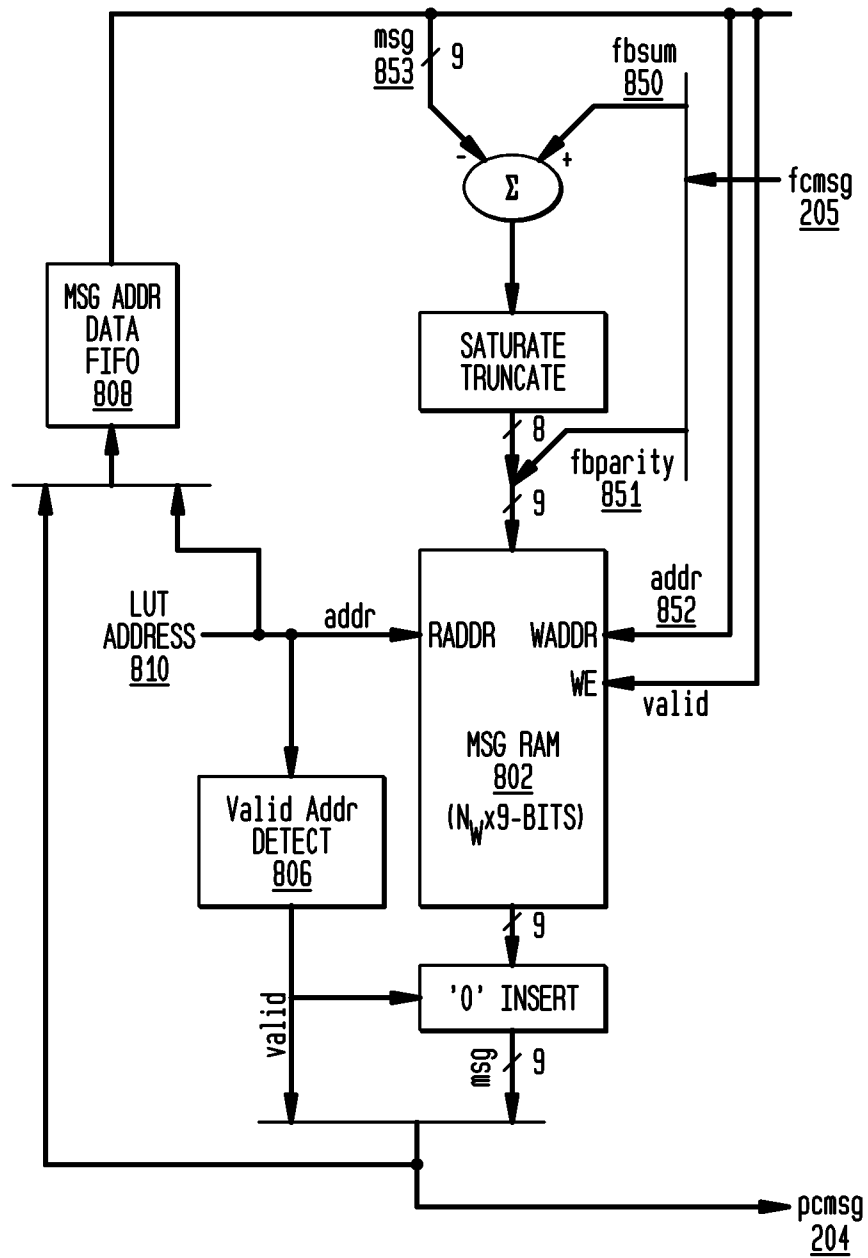 msg
853
9
fbsum
850
-
+
Σ
fcmsg
205
MSG ADDR
DATA
FIFO
808
SATURATE
TRUNCATE
8
fbparity
851
9
LUT
ADDRESS
810
addr
RADDR
WADDR
addr
852
WE
valid
MSG RAM
802
(NWx9-BITS)
Valid Addr
DETECT
806
9
valid
'0' INSERT
msg
9
pcmsg
204